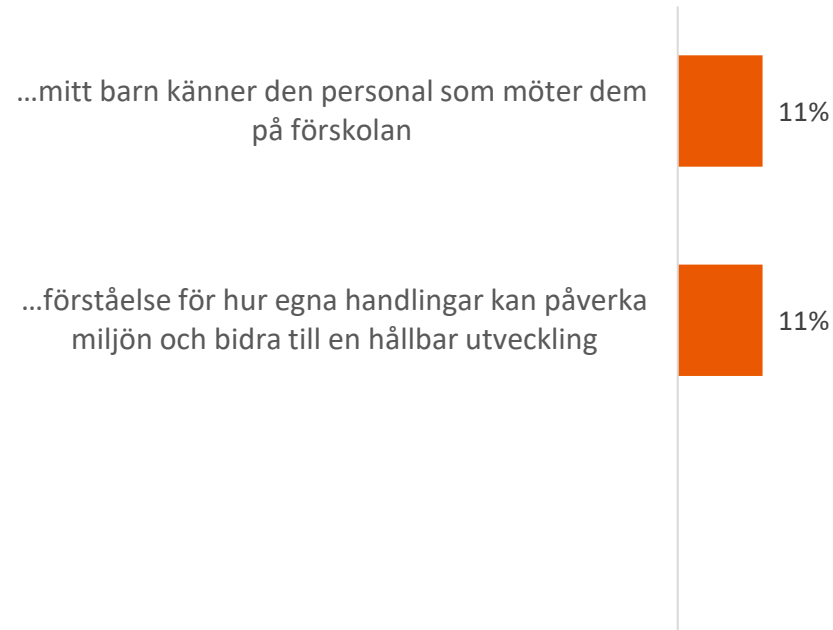 …mitt barn känner den personal som möter dem
på förskolan
11%
…förståelse för hur egna handlingar kan påverka
miljön och bidra till en hållbar utveckling
11%